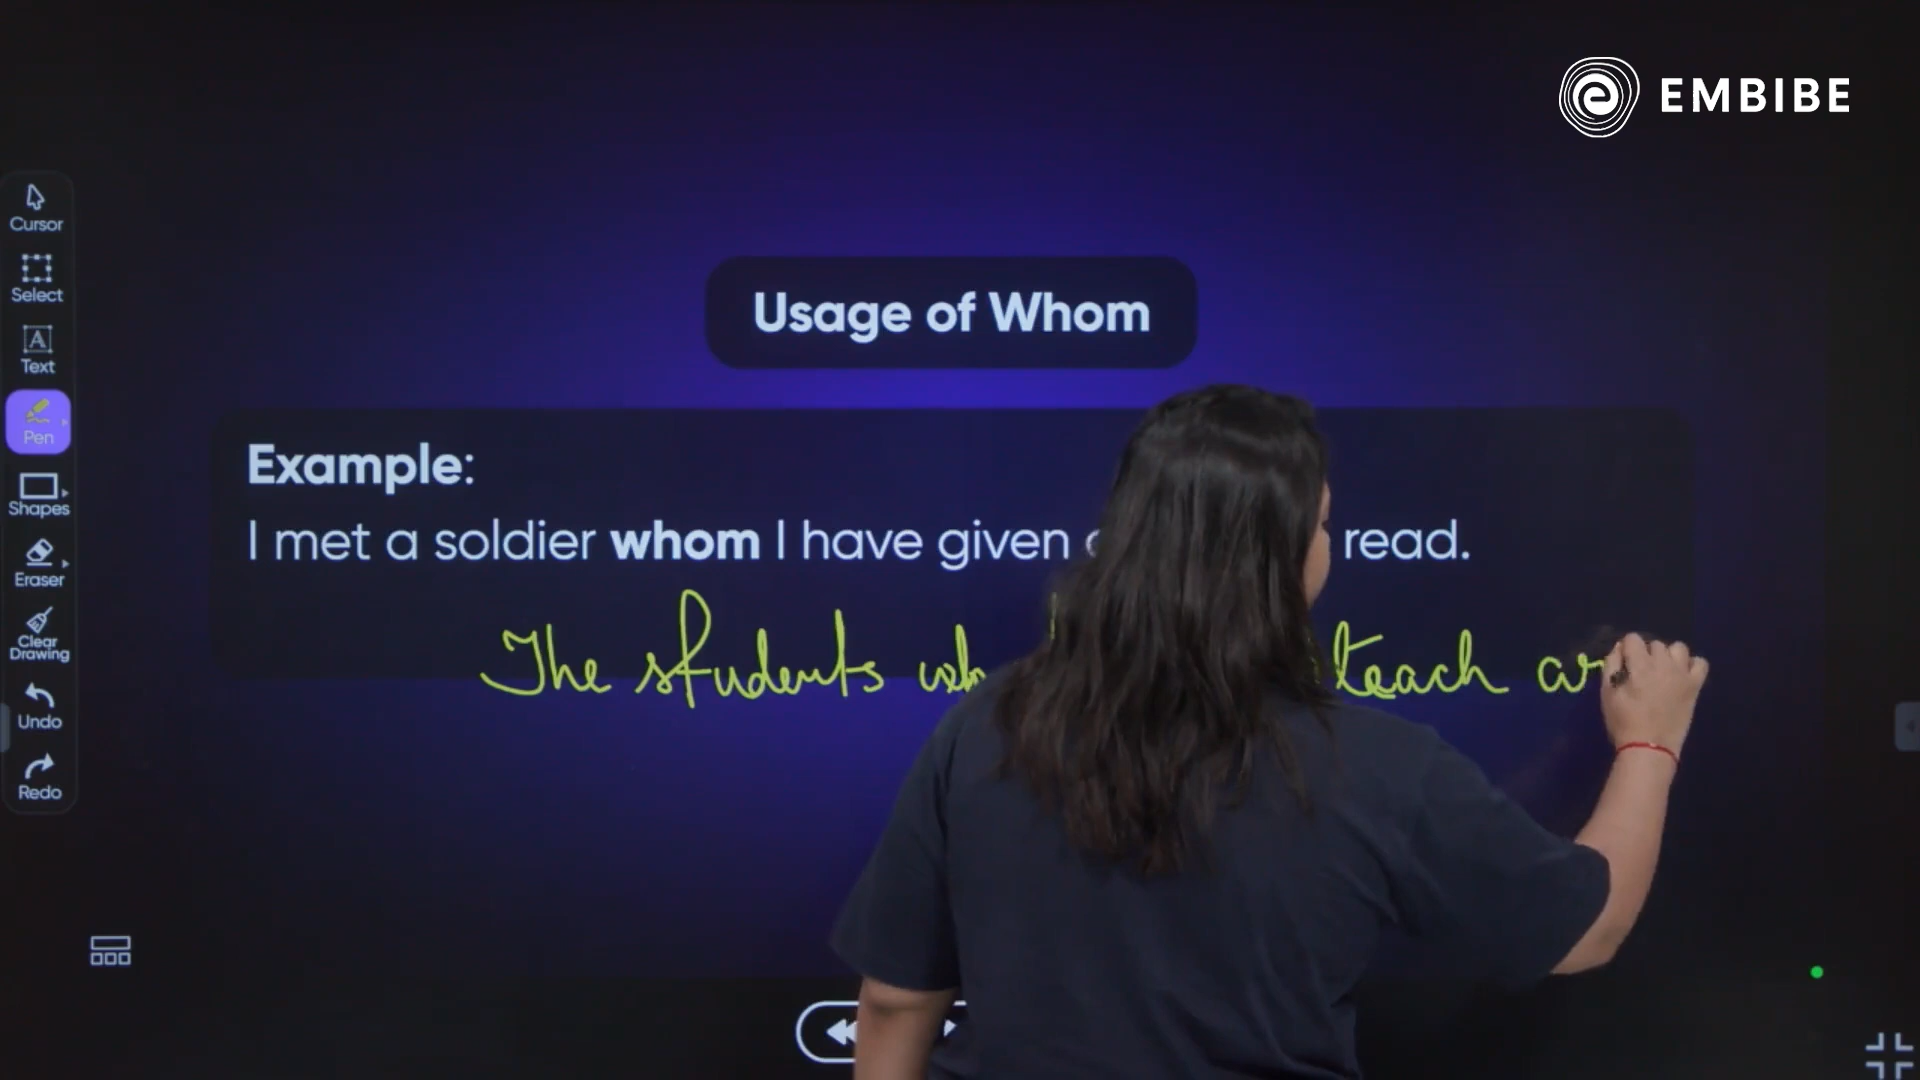 EMBIBE
Cursor
Select
Text
Pen
Shapes
Eraser
Clear
Drawing
Undo
Redo
Usage of Whom
Example:
I met a soldier whom I have given read.
The students teach